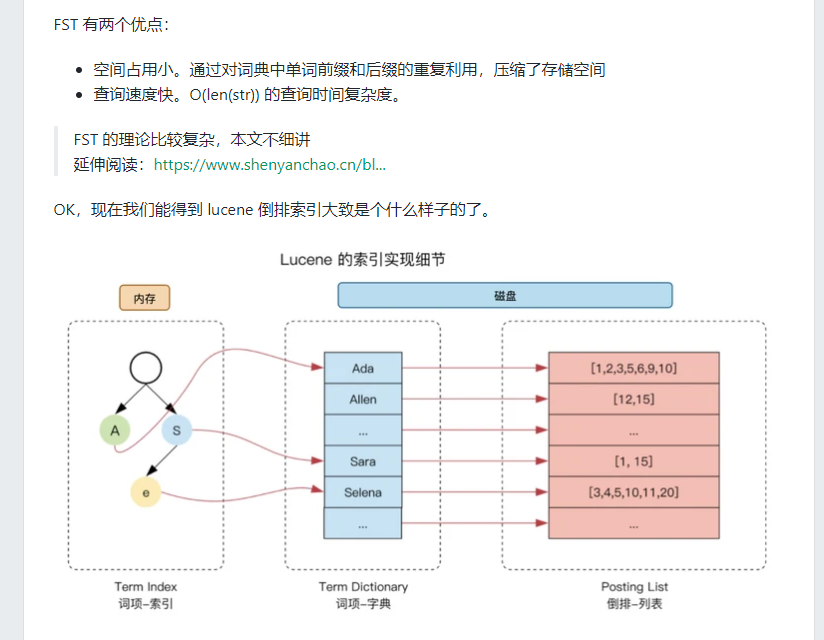 FST 有两个优点：
空间占用小。通过对词典中单词前缀和后缀的重复利用，压缩了存储空间
查询速度快。O(len(str)) 的查询时间复杂度。
FST 的理论比较复杂，本文不细讲
延伸阅读：https://www.shenyanchao.cn/bl...
OK，现在我们能得到 lucene 倒排索引大致是个什么样子的了。
Lucene 的索引实现细节
内存
磁盘
A
S
e
Ada
Allen
...
Sara
Selena
...
[1,2,3,5,6,9,10]
[12,15]
...
[1, 15]
[3,4,5,10,11,20]
...
Term Index
词项-索引
Term Dictionary
词项-字典
Posting List
倒排-列表